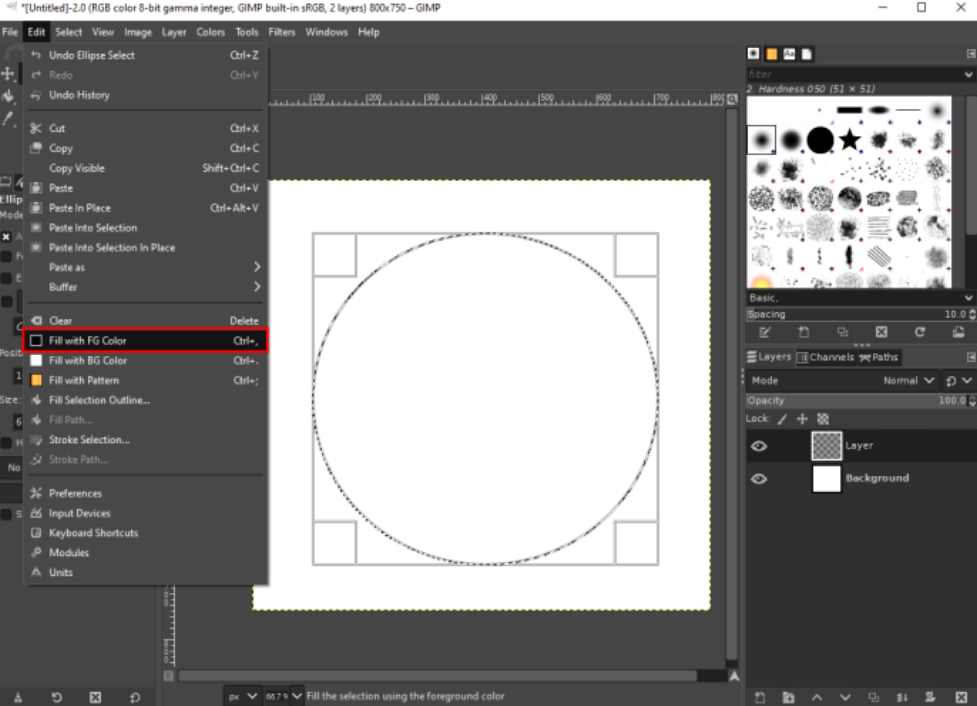 *[Untitled]-2.0 (RGB color 8-bit gamma integer, GIMP built-in sRGB, 2 layers) 800x750 – GIMP
File Edit Select View Image Layer Colors Tools Filters Windows Help
Undo Ellipse Select Ctrl+Z
Redo Ctrl+Y
Undo History
Cut Ctrl+X
Copy Ctrl+C
Copy Visible Shift+Ctrl+C
Paste Ctrl+V
Paste In Place Ctrl+Alt+V
Paste Into Selection
Paste Into Selection In Place
Paste as
Buffer
Clear Delete
Fill with FG Color Ctrl+,
Fill with BG Color Ctrl+.
Fill with Pattern Ctrl+;
Fill Selection Outline...
Fill Path...
Stroke Selection...
Stroke Path...
Preferences
Input Devices
Keyboard Shortcuts
Modules
Units
Ellip
Mode
Positi
Size:
No
100 200 300 400 500 600 700 800
px 66.7 % Fill the selection using the foreground color
Aa
filter
2. Hardness 050 (51 × 51)
Basic,
Spacing 10.0
Layers Channels Paths
Mode Normal
Opacity 100.0
Lock:
Layer
Background